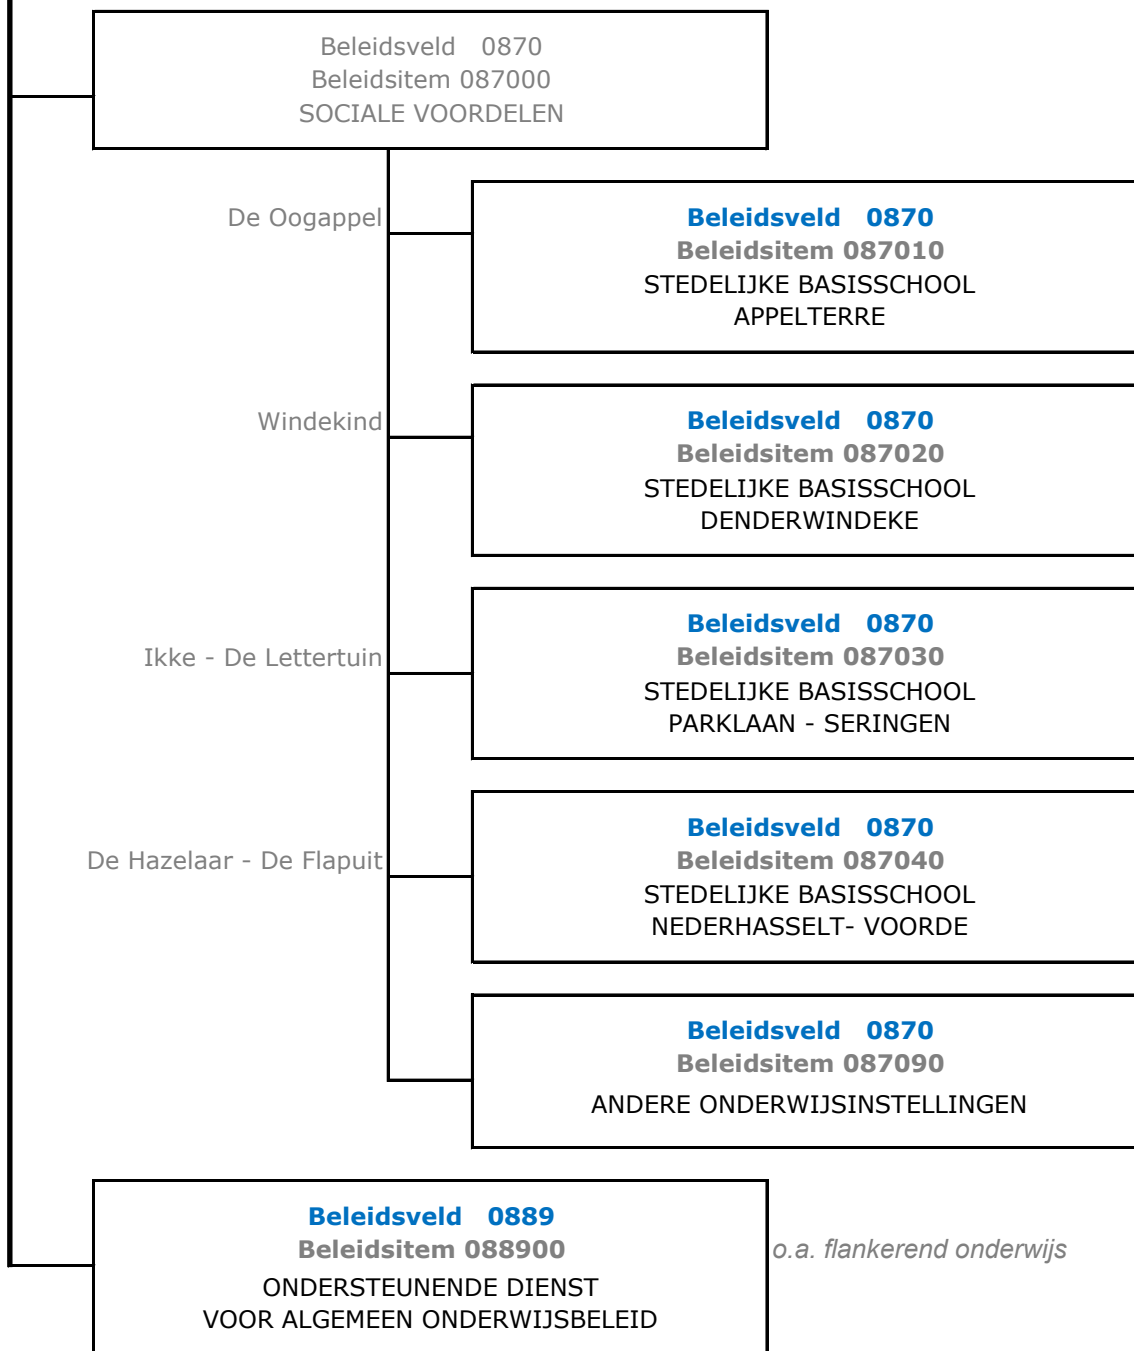 Beleidsveld 0870
Beleidsitem 087000
SOCIALE VOORDELEN
De Oogappel
Beleidsveld 0870
Beleidsitem 087010
STEDELIJKE BASISSCHOOL
APPELTERRE
Windekind
Beleidsveld 0870
Beleidsitem 087020
STEDELIJKE BASISSCHOOL
DENDERWINDEKE
Ikke - De Lettertuin
Beleidsveld 0870
Beleidsitem 087030
STEDELIJKE BASISSCHOOL
PARKLAAN - SERINGEN
De Hazelaar - De Flapuit
Beleidsveld 0870
Beleidsitem 087040
STEDELIJKE BASISSCHOOL
NEDERHASSELT- VOORDE
Beleidsveld 0870
Beleidsitem 087090
ANDERE ONDERWIJSINSTELLINGEN
Beleidsveld 0889
Beleidsitem 088900
o.a. flankerend onderwijs
ONDERSTEUNENDE DIENST
VOOR ALGEMEEN ONDERWIJSBELEID